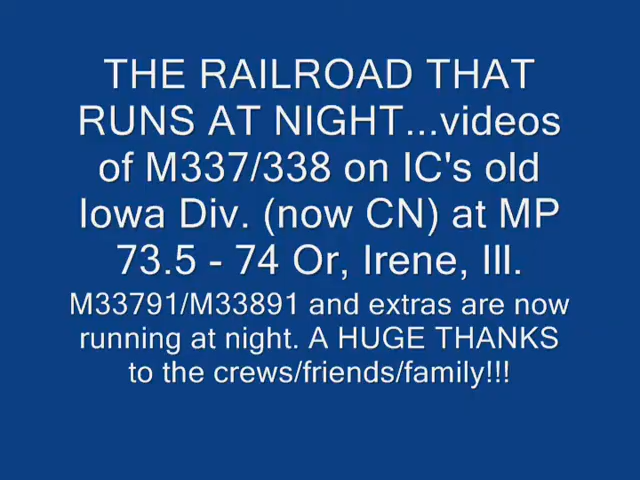 THE RAILROAD THAT
RUNS AT NIGHT...videos
of M337/338 on IC's old
Iowa Div. (now CN) at MP
73.5 - 74 Or, Irene, Ill.
M33791/M33891 and extras are now
running at night. A HUGE THANKS
to the crews/friends/family!!!